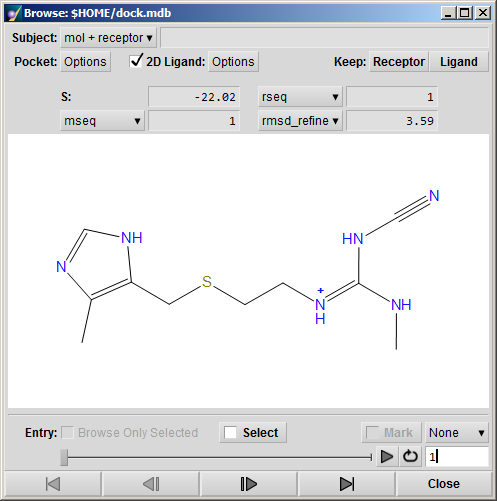 Browse: $HOME/dock.mdb
Subject: mol + receptor
Pocket: Options 2D Ligand: Options Keep: Receptor Ligand
S: -22.02 rseq 1
mseq 1 rmsd_refine 3.59
N
HN
NH
N
S
+
N
H
NH
Entry: Browse Only Selected Select Mark None
1
Close